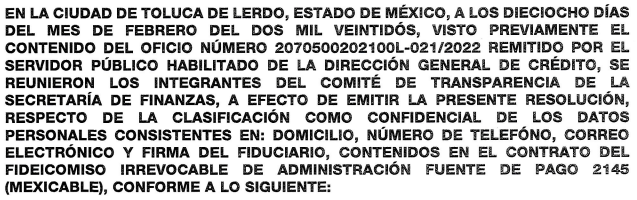 EN LA CIUDAD DE TOLUCA DE LERDO, ESTADO DE MÉXICO, A LOS DIECIOCHO DÍAS
DEL MES DE FEBRERO DEL DOS MIL VEINTIDÓS, VISTO PREVIAMENTE EL
CONTENIDO DEL OFICIO NÚMERO 2070500202100L-021/2022 REMITIDO POR EL
SERVIDOR PÚBLICO HABILITADO DE LA DIRECCIÓN GENERAL DE CRÉDITO, SE
REUNIERON LOS INTEGRANTES DEL COMITÉ DE TRANSPARENCIA DE LA
SECRETARÍA DE FINANZAS, A EFECTO DE EMITIR LA PRESENTE RESOLUCIÓN,
RESPECTO DE LA CLASIFICACIÓN COMO CONFIDENCIAL DE LOS DATOS
PERSONALES CONSISTENTES EN: DOMICILIO, NÚMERO DE TELEFÓNO, CORREO
ELECTRÓNICO Y FIRMA DEL FIDUCIARIO, CONTENIDOS EN EL CONTRATO DEL
FIDEICOMISO IRREVOCABLE DE ADMINISTRACIÓN FUENTE DE PAGO 2145
(MEXICABLE), CONFORME A LO SIGUIENTE: